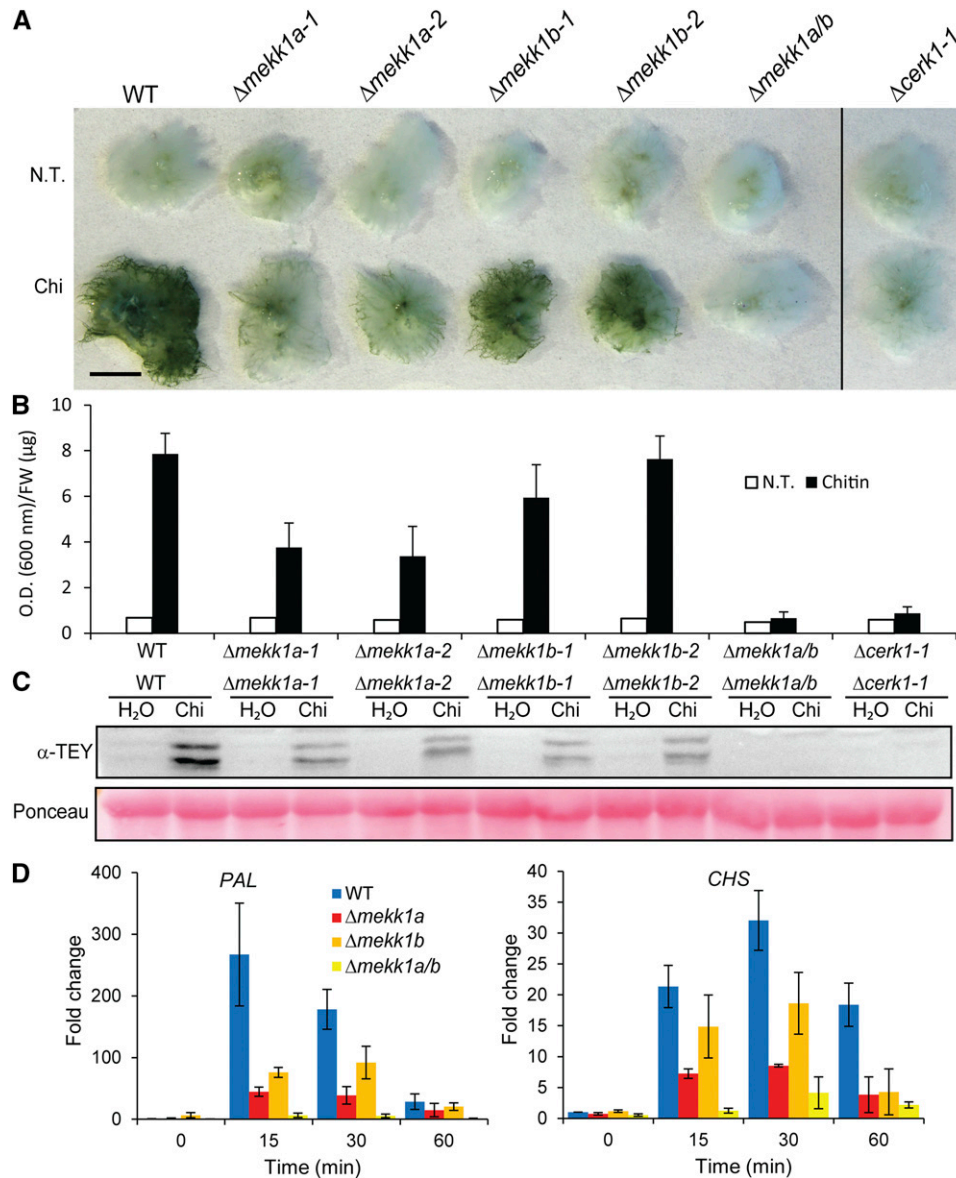 A
WT Δmekk1a-1 Δmekk1a-2 Δmekk1b-1 Δmekk1b-2 Δmekk1a/b Δcerk1-1
N.T.
Chi
B
10
8
6
4
2
0
O.D. (600 nm)/FW (µg)
N.T. Chitin
WT Δmekk1a-1 Δmekk1a-2 Δmekk1b-1 Δmekk1b-2 Δmekk1a/b Δcerk1-1
C
WT Δmekk1a-1 Δmekk1a-2 Δmekk1b-1 Δmekk1b-2 Δmekk1a/b Δcerk1-1
H₂O Chi H₂O Chi H₂O Chi H₂O Chi H₂O Chi H₂O Chi H₂O Chi
α-TEY
Ponceau
D
PAL
400
300
200
100
0
Fold change
WT
Δmekk1a
Δmekk1b
Δmekk1a/b
0 15 30 60
Time (min)
CHS
40
35
30
25
20
15
10
5
0
Fold change
0 15 30 60
Time (min)